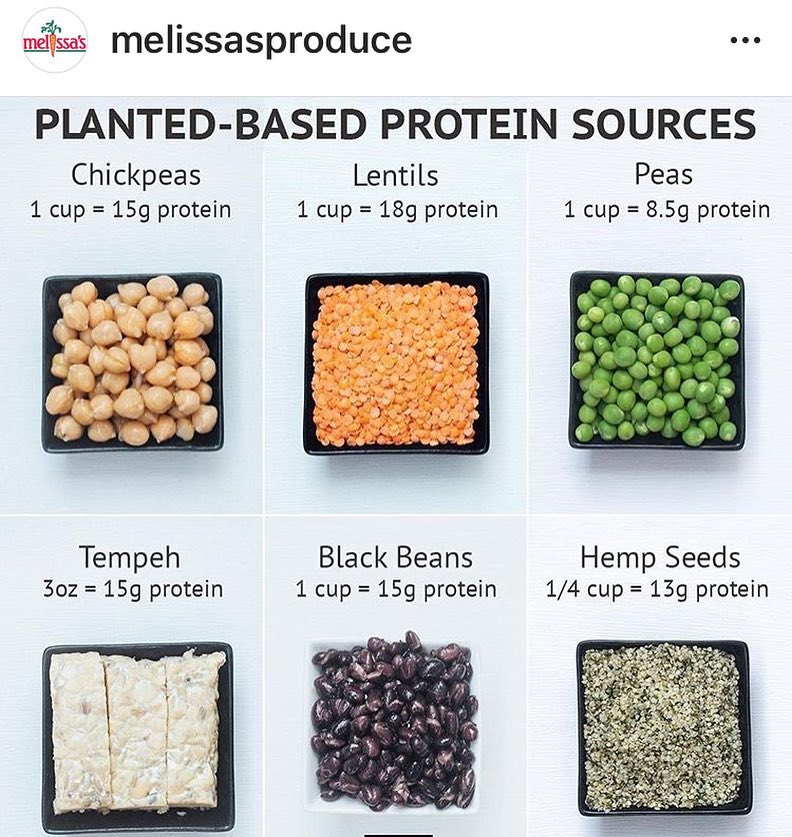 melissa's
melissasproduce
PLANTED-BASED PROTEIN SOURCES
Chickpeas
1 cup = 15g protein
Lentils
1 cup = 18g protein
Peas
1 cup = 8.5g protein
Tempeh
3oz = 15g protein
Black Beans
1 cup = 15g protein
Hemp Seeds
1/4 cup = 13g protein